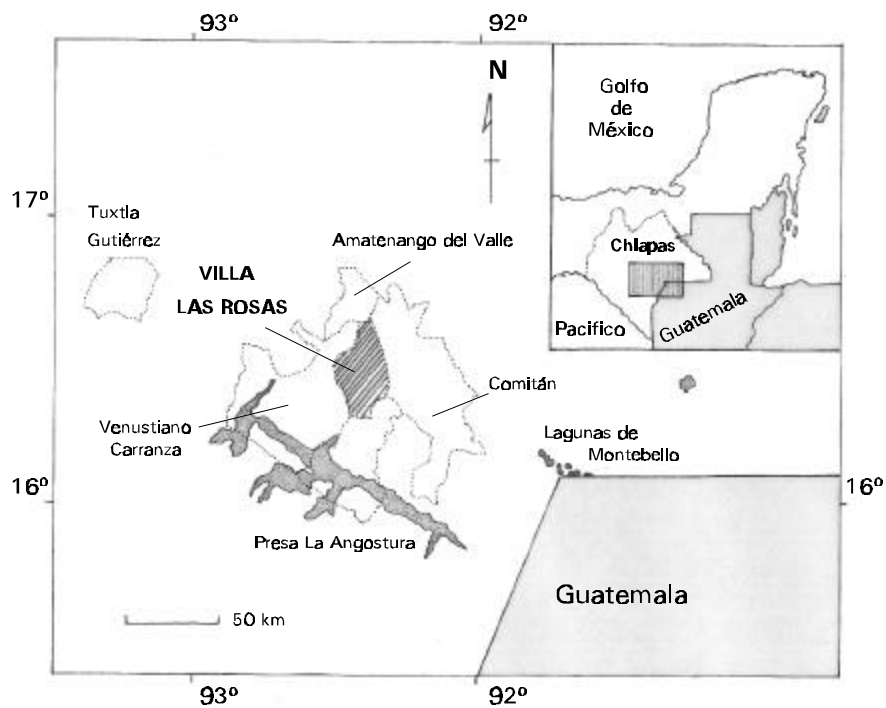 93º
92º
N
Golfo
de
México
17º
Tuxtla
Gutiérrez
Amatenango del Valle
Chiapas
VILLA
LAS ROSAS
Pacifico
Guatemala
Comitán
Venustiano
Carranza
Lagunas de
Montebello
16º
16º
Presa La Angostura
Guatemala
50 km
93º
92º